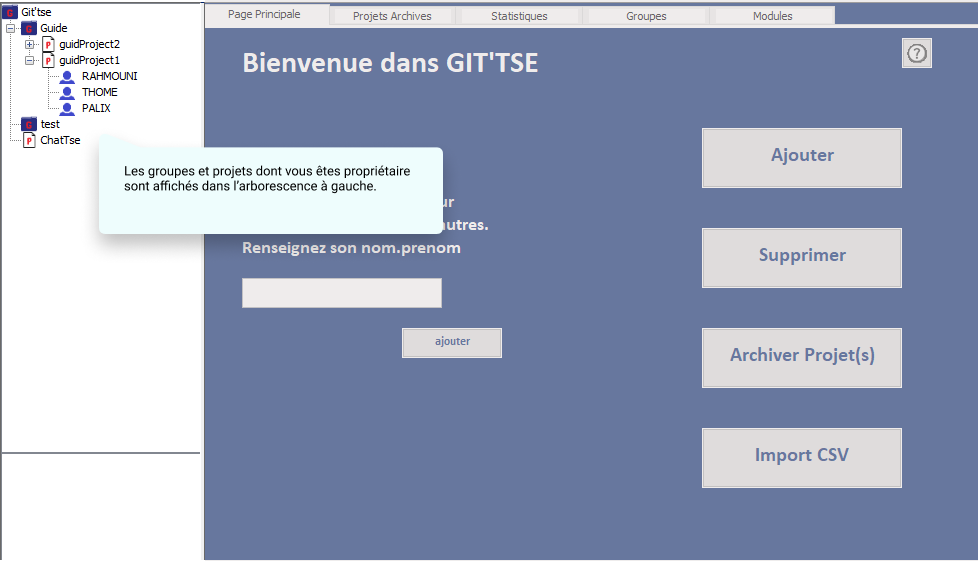 Git'tse
Guide
guidProject2
guidProject1
RAHMOUNI
THOME
PALIX
test
ChatTse
Page Principale
Projets Archives
Statistiques
Groupes
Modules
Bienvenue dans GIT'TSE
?
Les groupes et projets dont vous êtes propriétaire
sont affichés dans l'arborescence à gauche.
Renseignez son nom.prenom
ajouter
Ajouter
Supprimer
Archiver Projet(s)
Import CSV